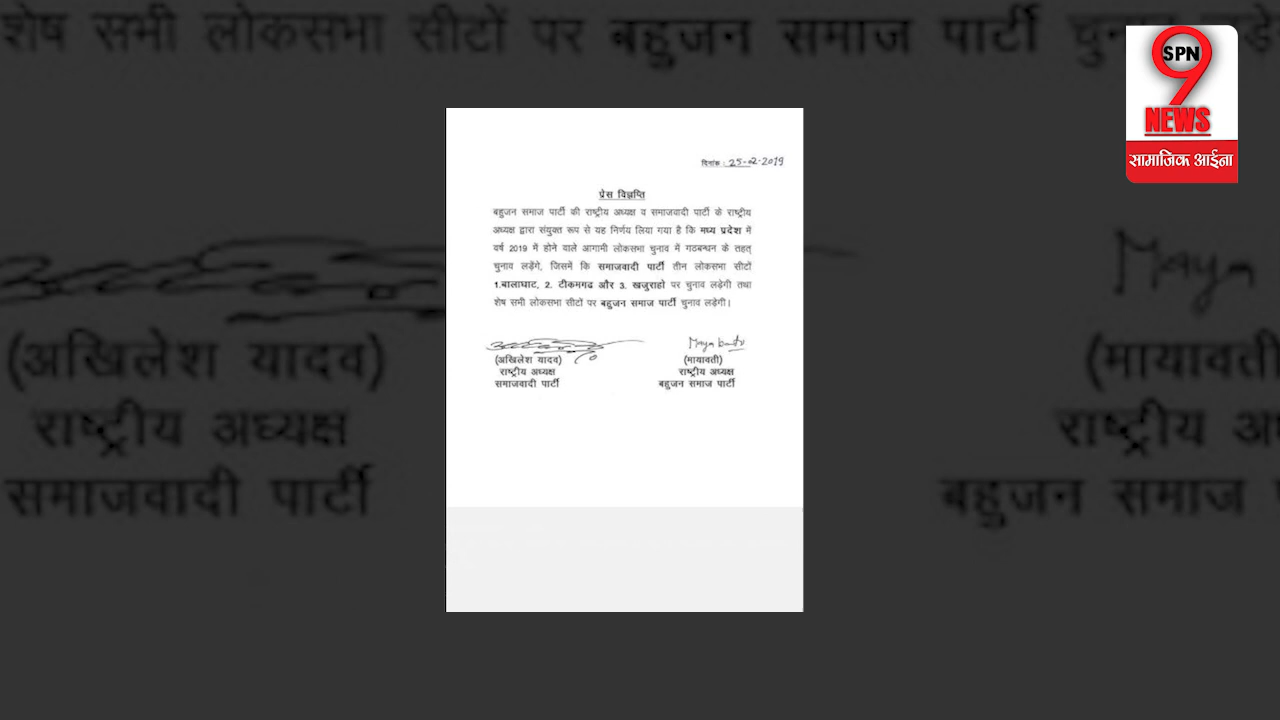 शेष सभी लोकसभा सीटों पर बहुजन समाज पार्टी
SPN
9
NEWS
सामाजिक आईना
दिनांक : 25-02-2019
प्रेस विज्ञप्ति
बहुजन समाज पार्टी की राष्ट्रीय अध्यक्ष व समाजवादी पार्टी के राष्ट्रीय
अध्यक्ष द्वारा संयुक्त रूप से यह निर्णय लिया गया है कि मध्य प्रदेश में
वर्ष 2019 में होने वाले आगामी लोकसभा चुनाव में गठबन्धन के तहत्
चुनाव लड़ेंगे, जिसमें कि समाजवादी पार्टी तीन लोकसभा सीटों
1.बालाघाट, 2. टीकमगढ और 3. खजुराहो पर चुनाव लडेगी तथा
शेष सभी लोकसभा सीटों पर बहुजन समाज पार्टी चुनाव लड़ेगी।
Mayawati
(अखिलेश यादव) (मायावती)
राष्ट्रीय अध्यक्ष राष्ट्रीय अध्यक्ष
समाजवादी पार्टी बहुजन समाज पार्टी
Maya
(अखिलेश यादव) (मायावती
राष्ट्रीय अध्यक्ष राष्ट्रीय
समाजवादी पार्टी बहुजन समाज